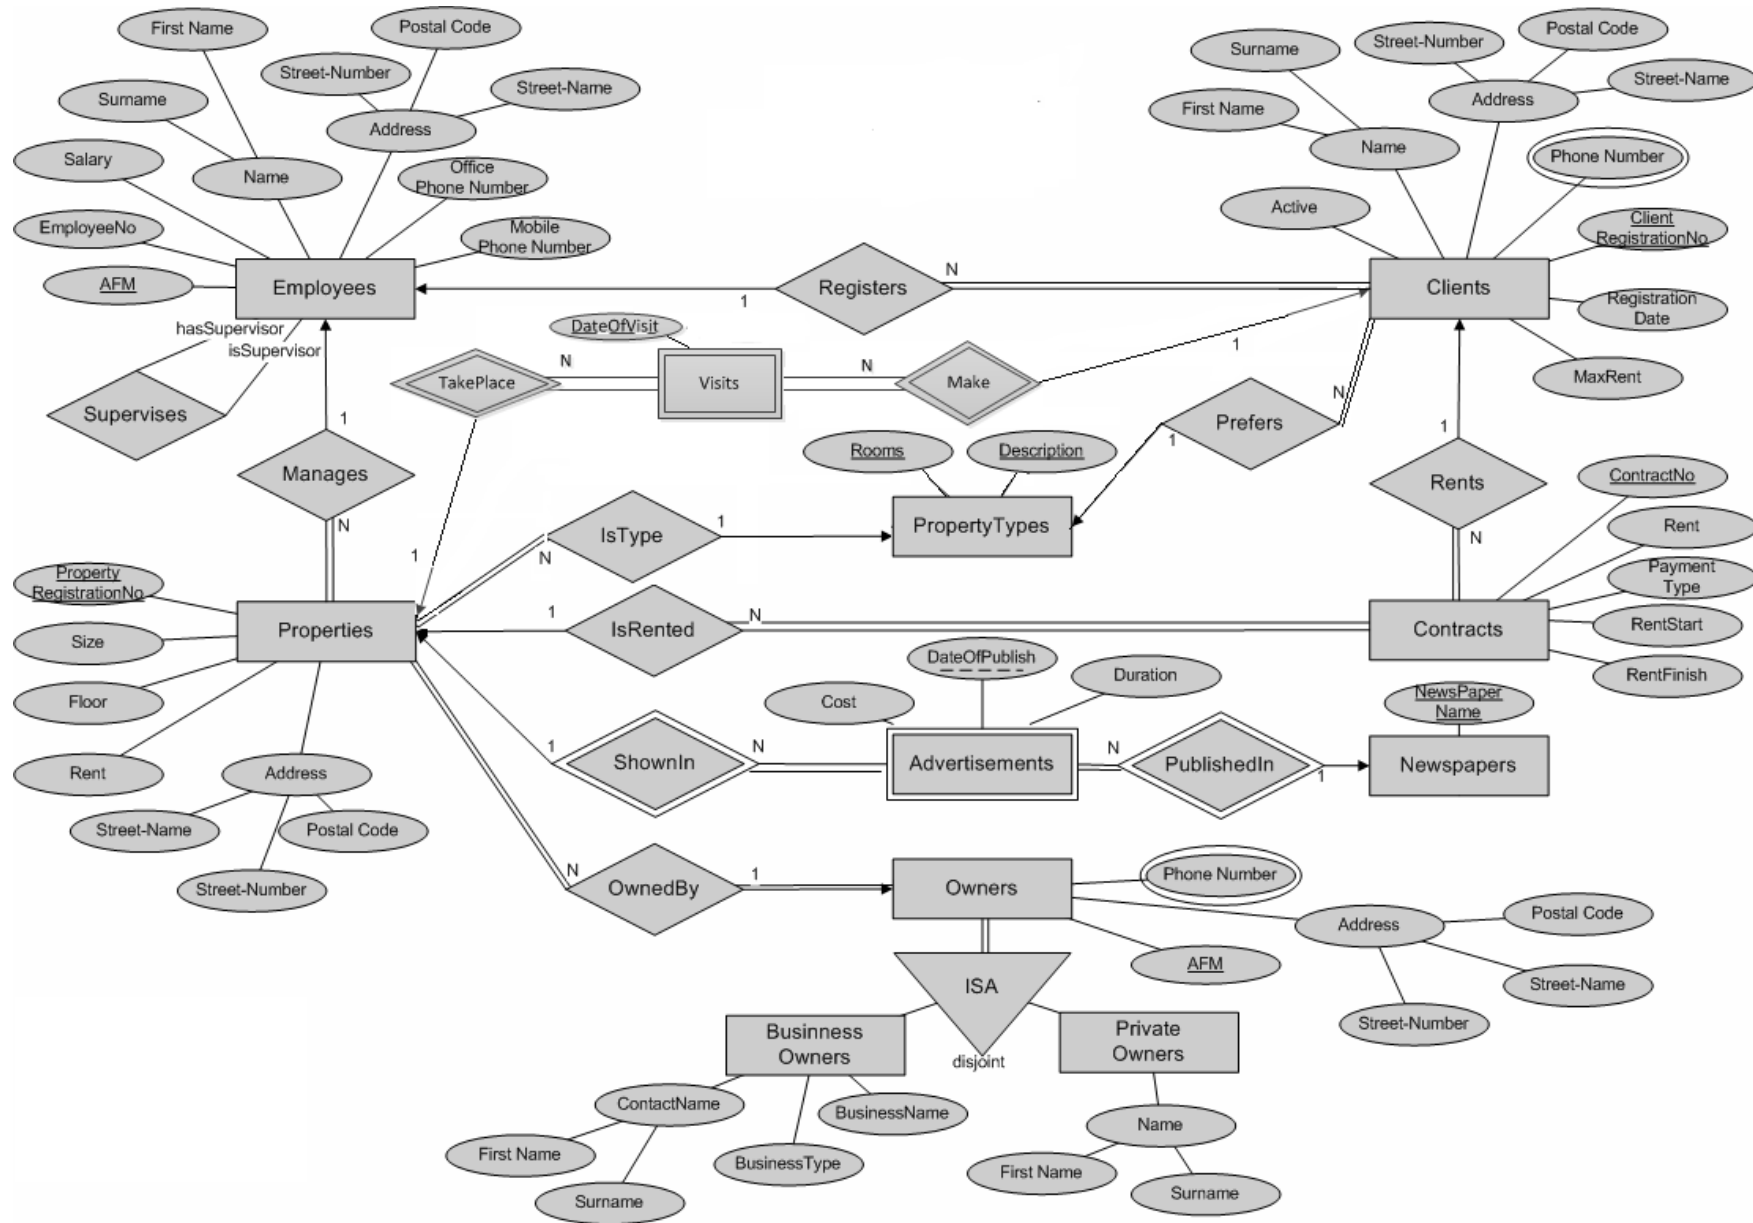 First Name
Postal Code
Street-Number
Street-Name
Surname
Address
Salary
Name
Office
Phone Number
EmployeeNo
Mobile
Phone Number
AFM
Employees
hasSupervisor
isSupervisor
Supervises
1
Manages
N
Surname
Street-Number
Postal Code
Street-Name
First Name
Address
Name
Phone Number
Active
Client
RegistrationNo
Clients
Registration
Date
MaxRent
N
Registers
1
DateOfVisit
TakePlace
N
Visits
N
Make
1
1
N
Prefers
1
Rooms
Description
PropertyTypes
IsType
1
N
1
Rents
N
ContractNo
Rent
Payment
Type
RentStart
RentFinish
Contracts
Property
RegistrationNo
Size
Floor
Rent
Properties
Address
Street-Name
Postal Code
Street-Number
1
IsRented
N
DateOfPublish
Cost
Duration
1
ShownIn
N
Advertisements
N
PublishedIn
1
NewsPaper
Name
Newspapers
N
OwnedBy
1
Owners
Phone Number
AFM
Address
Postal Code
Street-Name
Street-Number
ISA
disjoint
Businness
Owners
Private
Owners
ContactName
BusinessName
First Name
BusinessType
Surname
Name
First Name
Surname